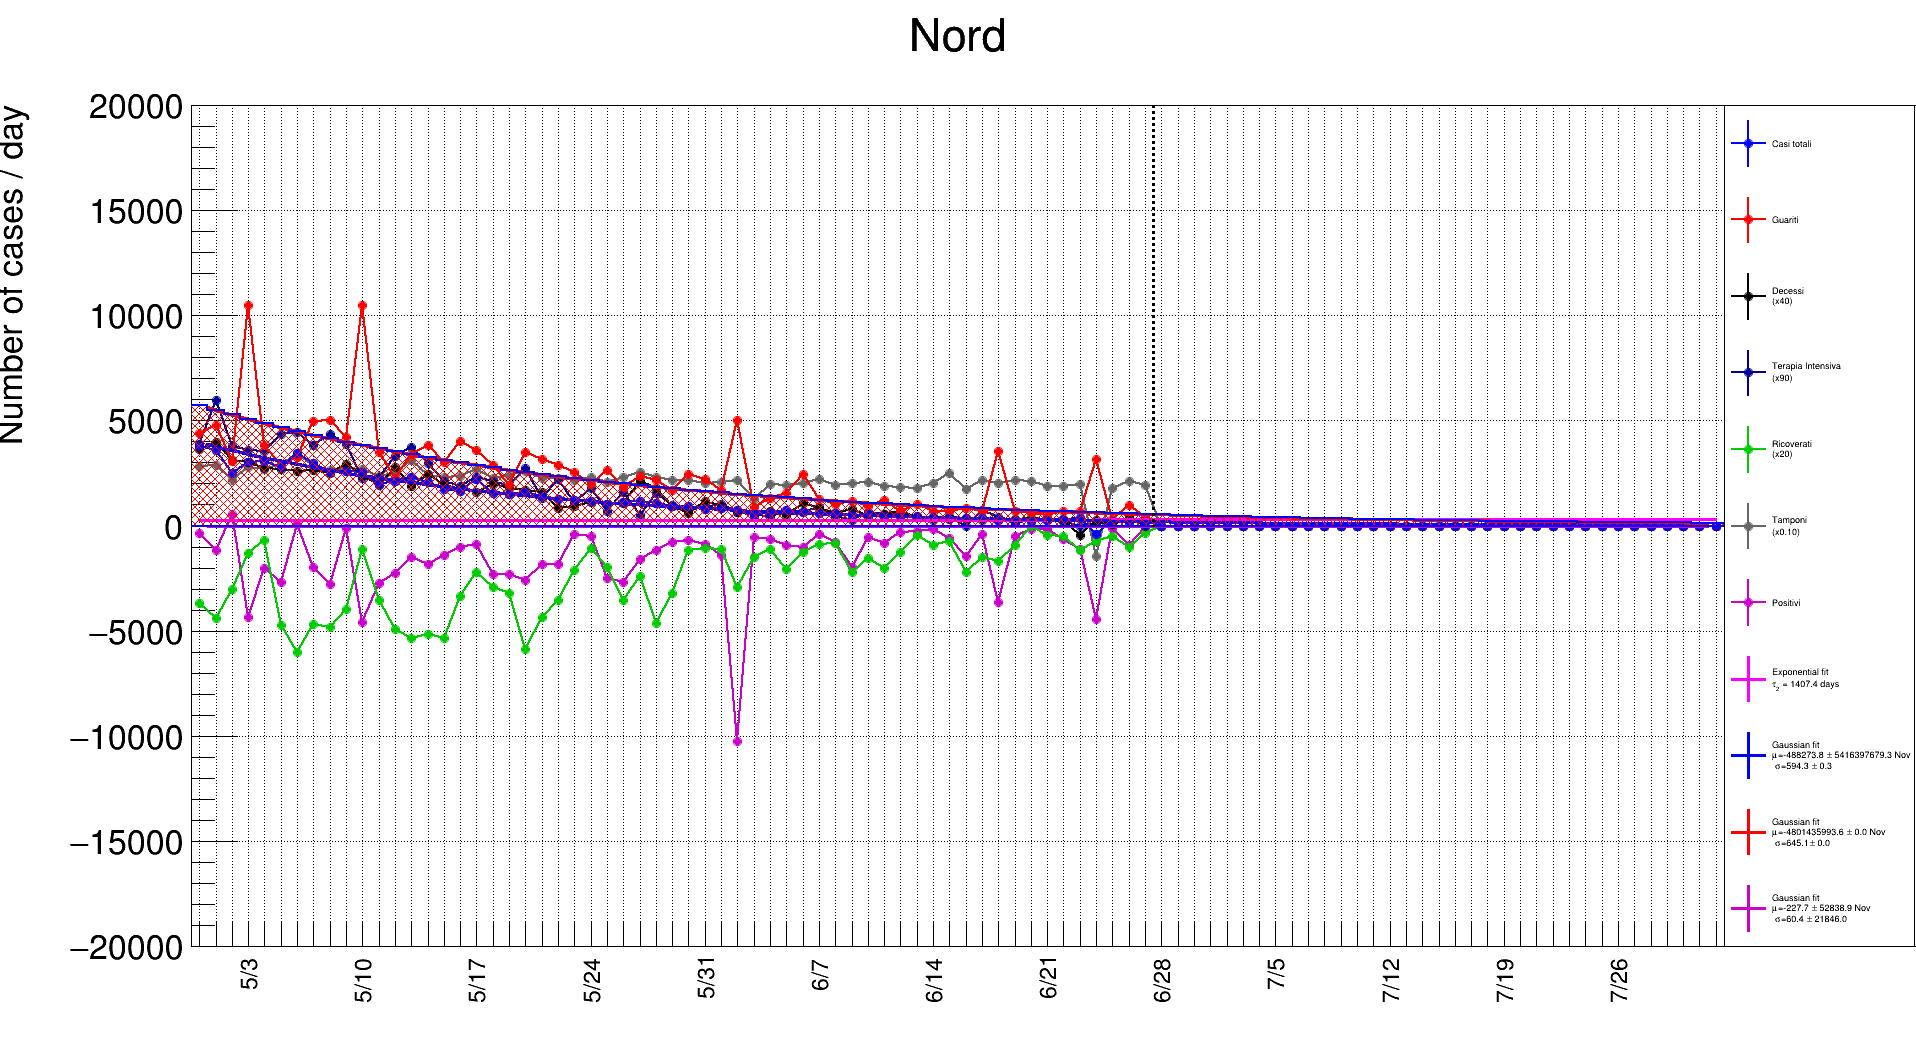 Nord
Number of cases / day
20000
15000
10000
5000
0
−5000
−10000
−15000
−20000
5/3
5/10
5/17
5/24
5/31
6/7
6/14
6/21
6/28
7/5
7/12
7/19
7/26
Casi totali
Guariti
Decessi
(x40)
Terapia Intensiva
(x90)
Ricoverati
(x20)
Tamponi
(x0.10)
Positivi
Exponential fit
τ2 = 1407.4 days
Gaussian fit
μ=-488273.8 ± 5416397679.3 Nov
σ=594.3 ± 0.3
Gaussian fit
μ=-4801435993.6 ± 0.0 Nov
σ=645.1 ± 0.0
Gaussian fit
μ=-227.7 ± 52838.9 Nov
σ=60.4 ± 21846.0